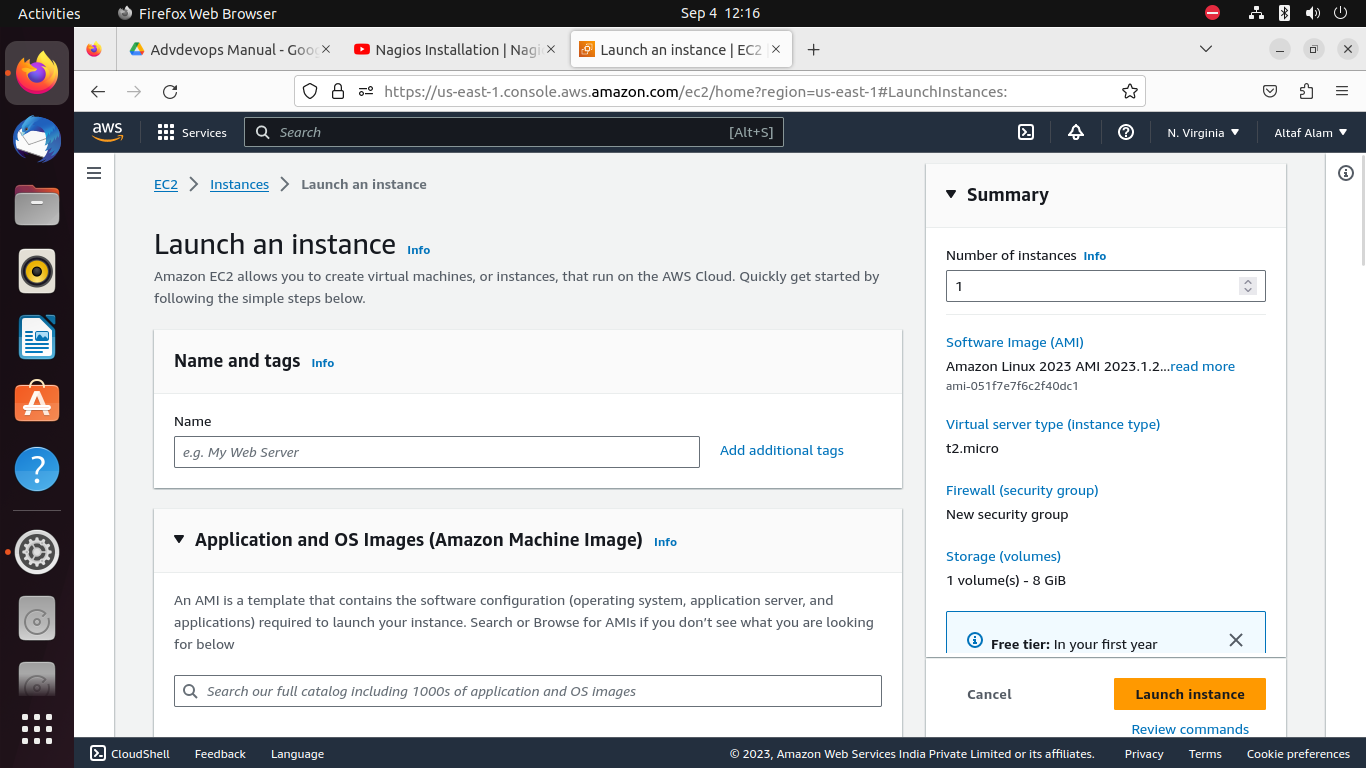 Activities
Firefox Web Browser
Sep 4 12:16
Advdevops Manual - Goo
Nagios Installation | Nagi
Launch an instance | EC2 |
https://us-east-1.console.aws.amazon.com/ec2/home?region=us-east-1#LaunchInstances:
aws
Services
Search
[Alt+S]
N. Virginia
Altaf Alam
EC2
Instances
Launch an instance
Launch an instance Info
Amazon EC2 allows you to create virtual machines, or instances, that run on the AWS Cloud. Quickly get started by
following the simple steps below.
Name and tags Info
Name
e.g. My Web Server
Add additional tags
Application and OS Images (Amazon Machine Image) Info
An AMI is a template that contains the software configuration (operating system, application server, and
applications) required to launch your instance. Search or Browse for AMIs if you don’t see what you are looking
for below
Search our full catalog including 1000s of application and OS images
Summary
Number of instances Info
1
Software Image (AMI)
Amazon Linux 2023 AMI 2023.1.2...read more
ami-051f7e7f6c2f40dc1
Virtual server type (instance type)
t2.micro
Firewall (security group)
New security group
Storage (volumes)
1 volume(s) - 8 GiB
Free tier: In your first year
Cancel
Launch instance
Review commands
CloudShell
Feedback
Language
© 2023, Amazon Web Services India Private Limited or its affiliates.
Privacy
Terms
Cookie preferences